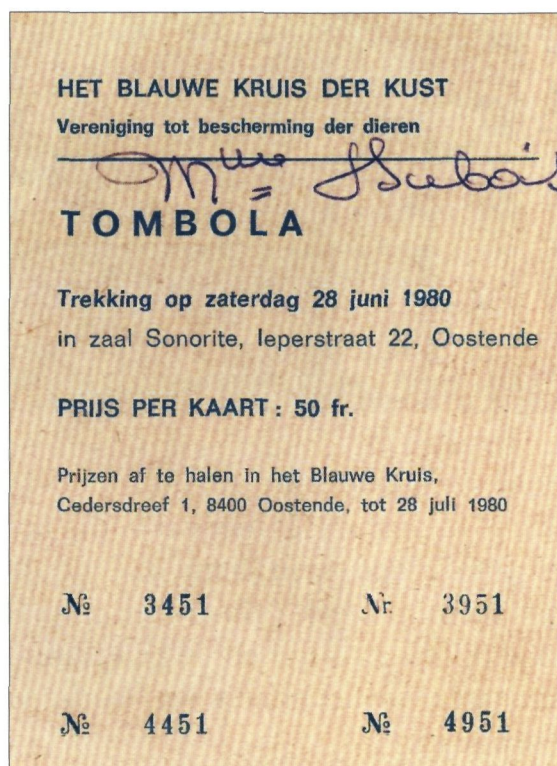 HET BLAUWE KRUIS DER KUST
Vereniging tot bescherming der dieren
TOMBOLA
Trekking op zaterdag 28 juni 1980
in zaal Sonorite, Ieperstraat 22, Oostende
PRIJS PER KAART : 50 fr.
Prijzen af te halen in het Blauwe Kruis,
Cedersdreef 1, 8400 Oostende, tot 28 juli 1980
№ 3451 Nr. 3951
№ 4451 № 4951